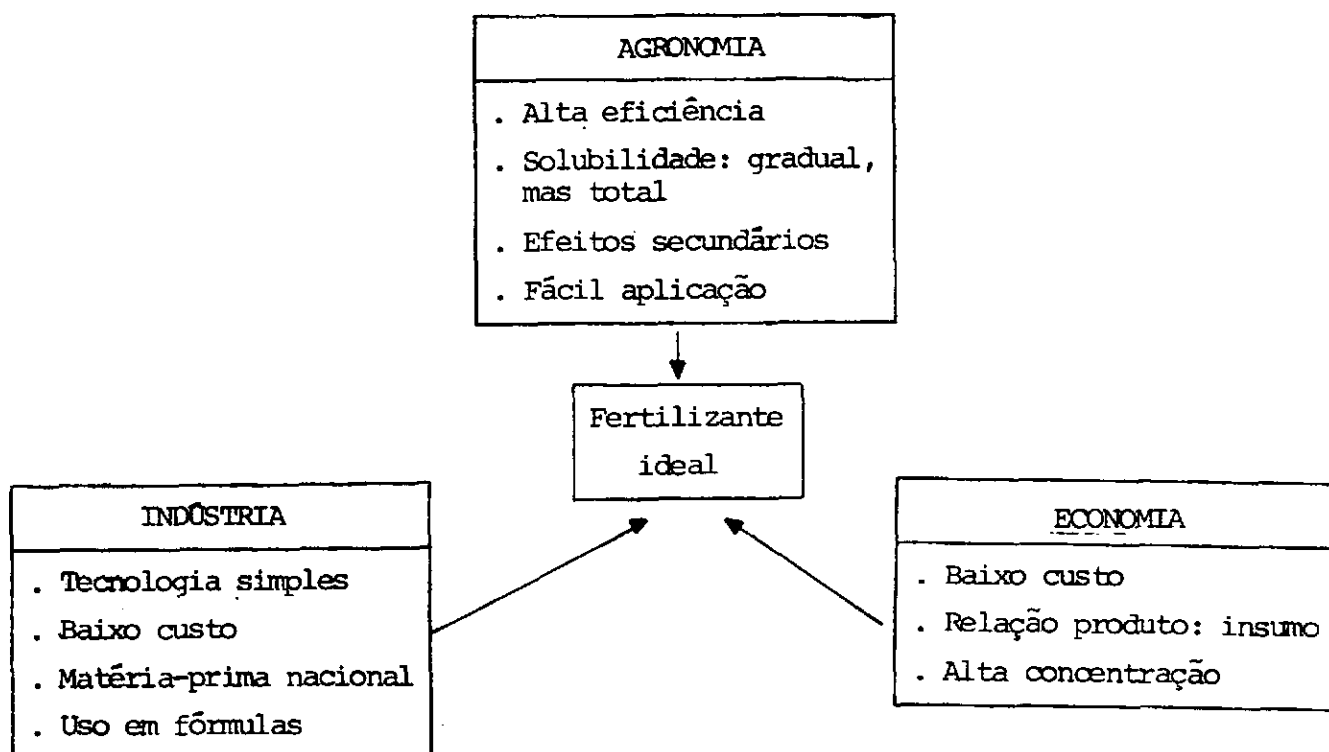 AGRONOMIA
. Alta eficiência
. Solubilidade: gradual,
mas total
. Efeitos secundários
. Fácil aplicação
Fertilizante
ideal
INDÚSTRIA
. Tecnologia simples
. Baixo custo
. Matéria-prima nacional
. Uso em fórmulas
ECONOMIA
. Baixo custo
. Relação produto: insumo
. Alta concentração